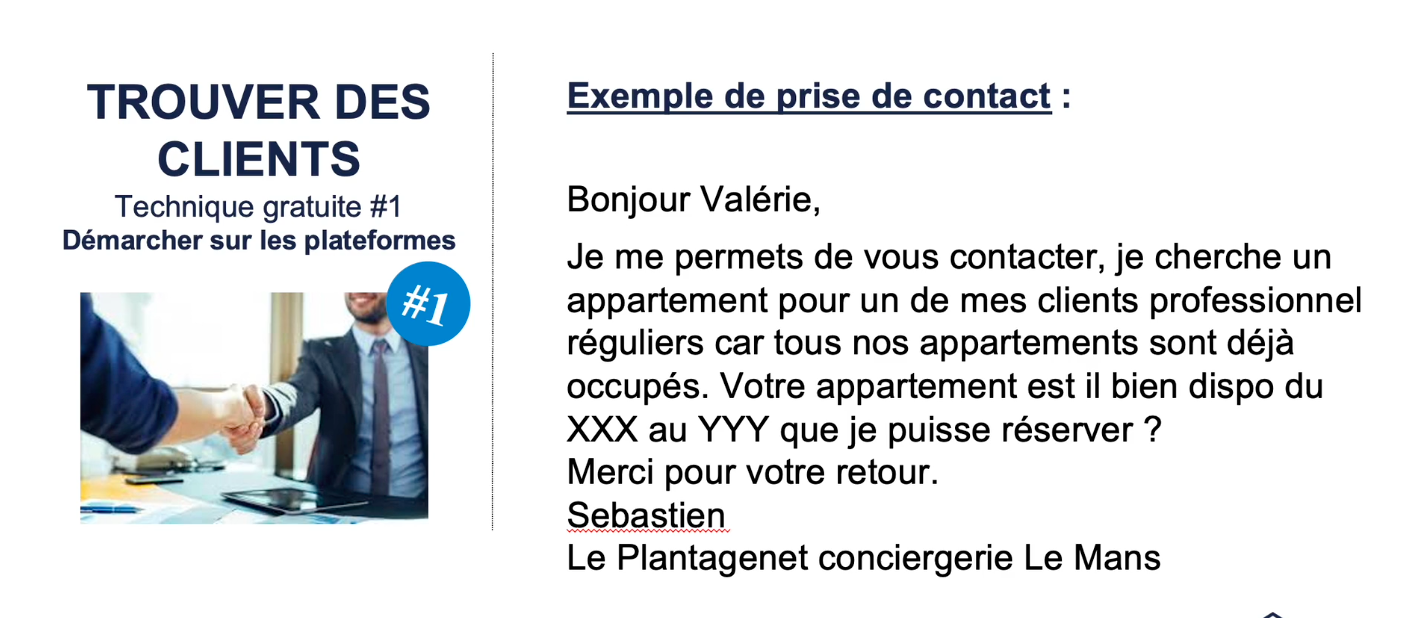 TROUVER DES
CLIENTS
Technique gratuite #1
Démarcher sur les plateformes
#1
Exemple de prise de contact :
Bonjour Valérie,
Je me permets de vous contacter, je cherche un
appartement pour un de mes clients professionnel
réguliers car tous nos appartements sont déjà
occupés. Votre appartement est il bien dispo du
XXX au YYY que je puisse réserver ?
Merci pour votre retour.
Sebastien
Le Plantagenet conciergerie Le Mans